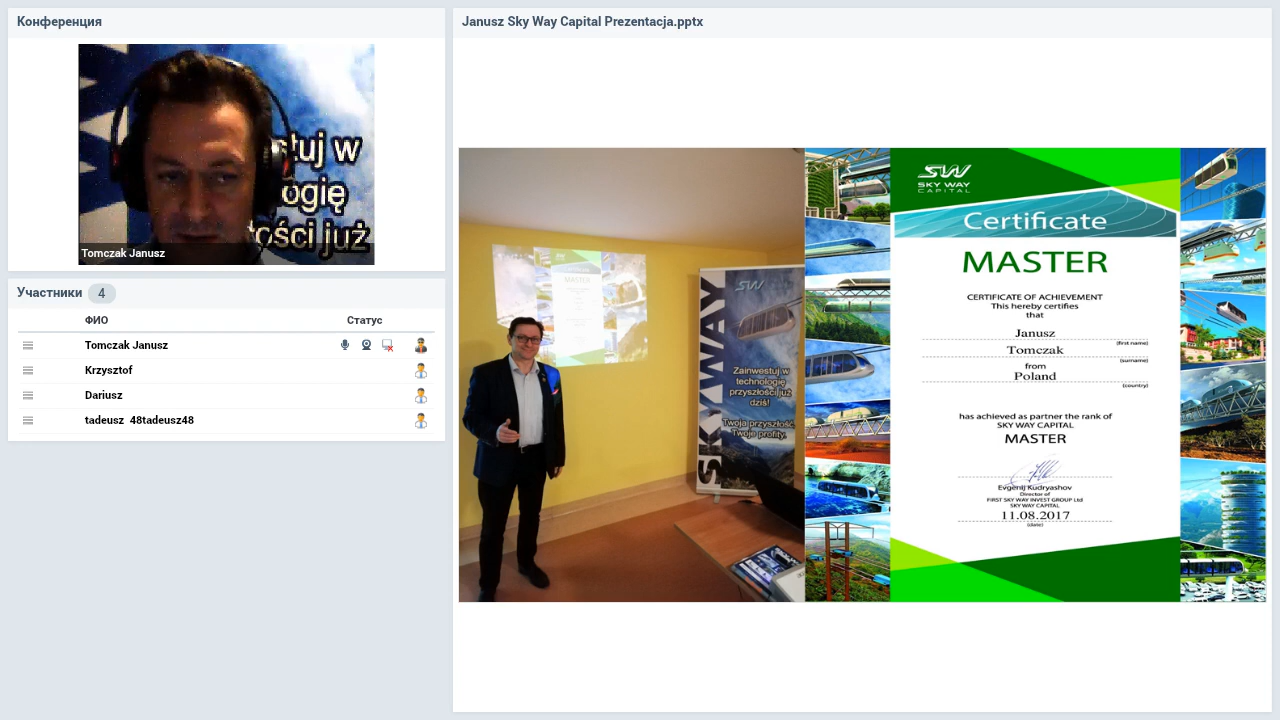 Конференция
stuj w
ogię
tości już
Tomczak Janusz
Участники 4
ФИО Статус
Tomczak Janusz
Krzysztof
Dariusz
tadeusz 48tadeusz48
Janusz Sky Way Capital Prezentacja.pptx
SW
SKY WAY
Zainwestuj w
technologię
przyszłości już
dziś!
Twoja przyszłość,
Twoje profity.
SW
SKY WAY
CAPITAL
Certificate
MASTER
CERTIFICATE OF ACHIEVEMENT
This hereby certifies
that
Janusz
(first name)
Tomczak
(surname)
from
Poland
(country)
has achieved as partner the rank of
SKY WAY CAPITAL
MASTER
Evgenij Kudryashov
Director of
FIRST SKY WAY INVEST GROUP Ltd
SKY WAY CAPITAL
11.08.2017
(date)